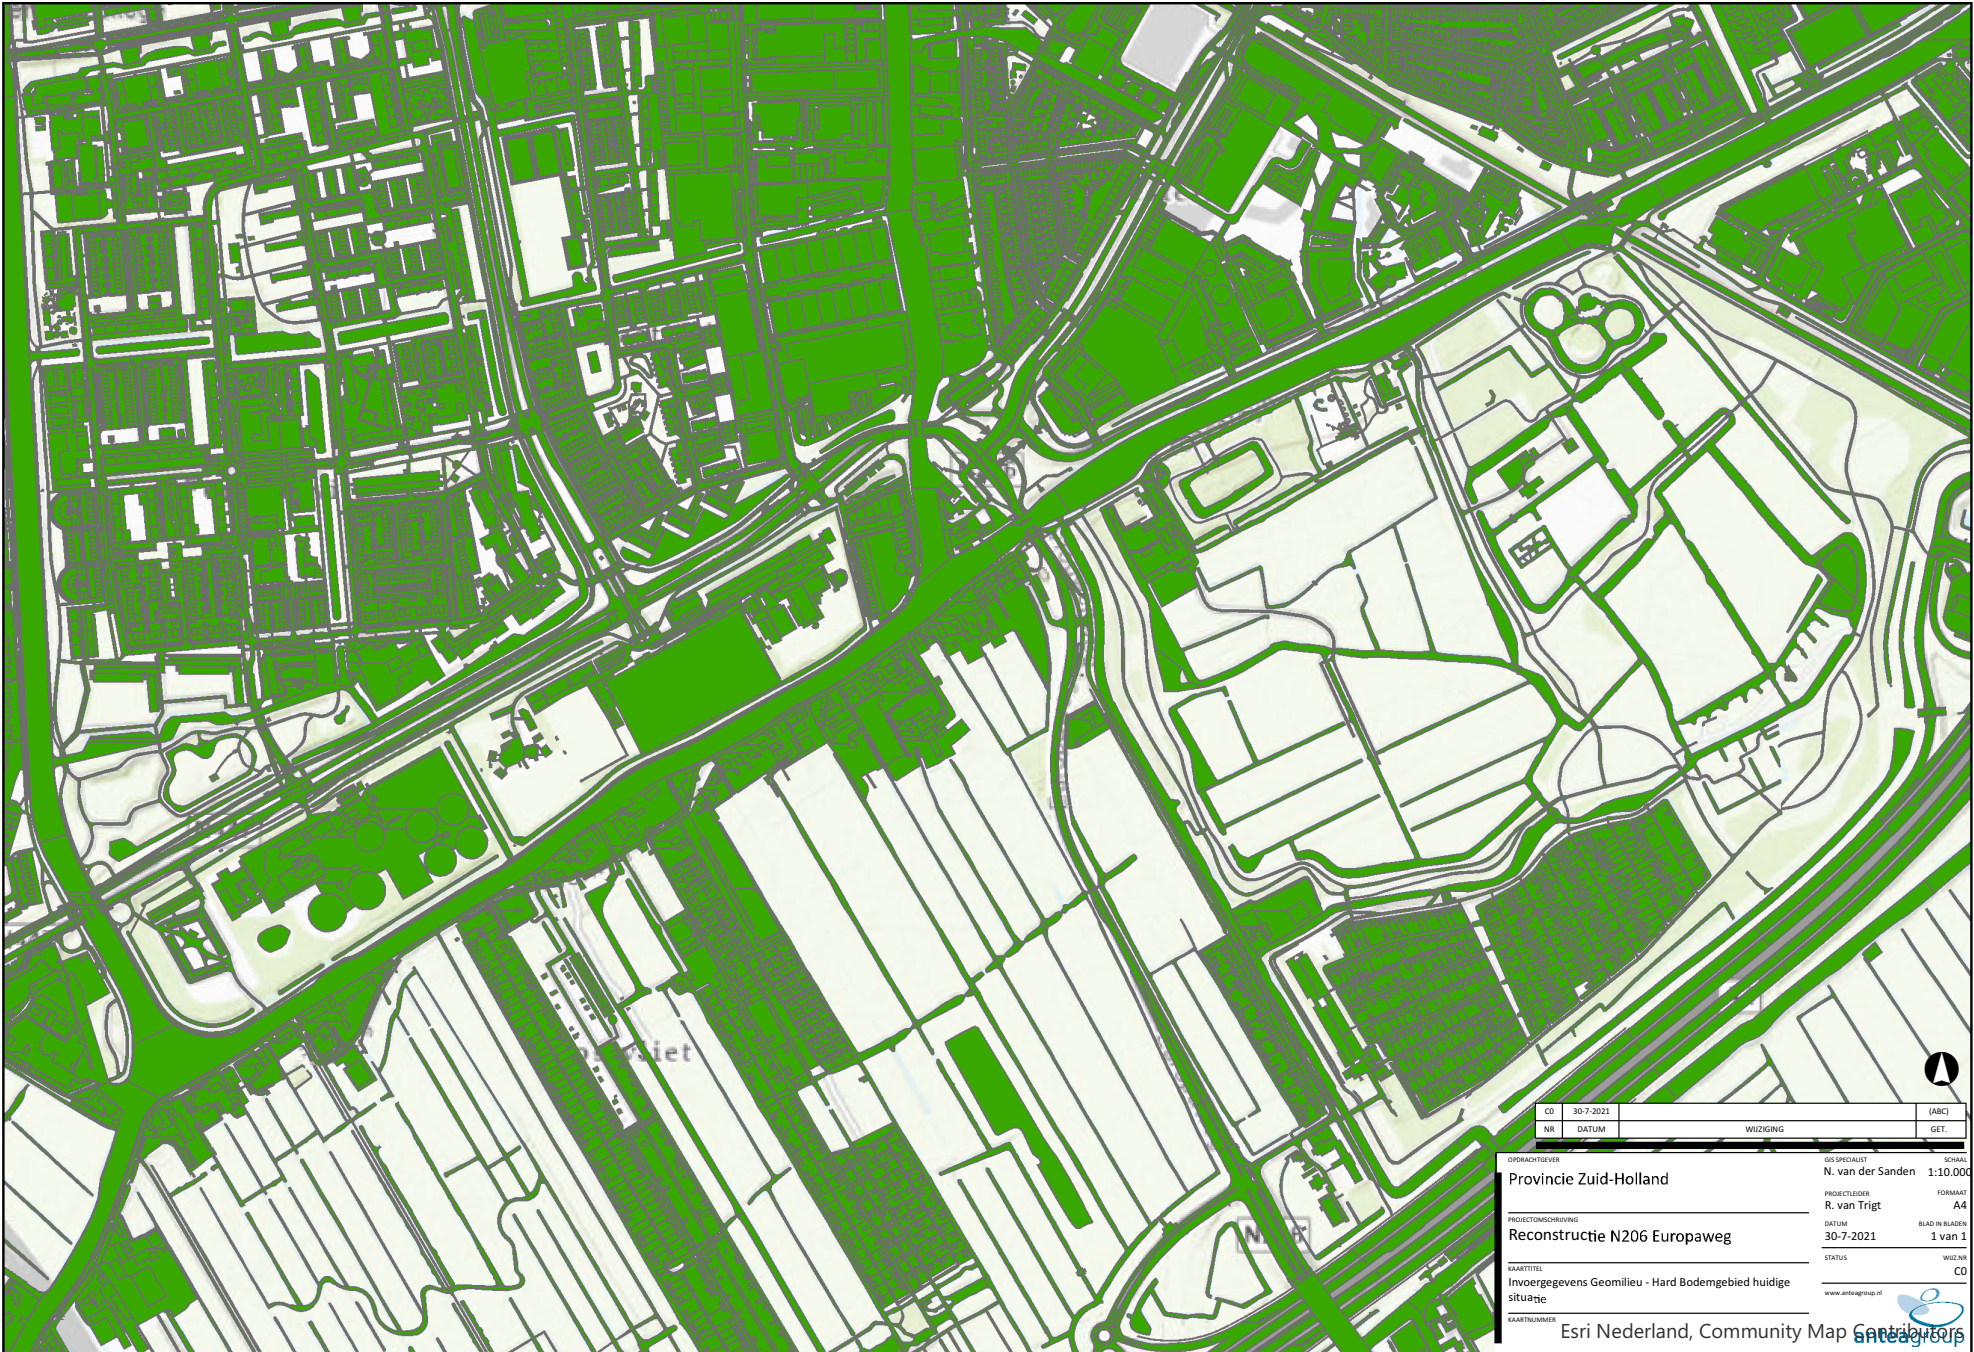 C0 30-7-2021 (ABC)
NR DATUM WIJZIGING GET.
OPDRACHTGEVER
Provincie Zuid-Holland
PROJECTOMSCHRIJVING
Reconstructie N206 Europaweg
KAARTTITEL
Invoergegevens Geomilieu - Hard Bodemgebied huidige
situatie
KAARTNUMMER
GIS SPECIALIST SCHAAL
N. van der Sanden 1:10.000
PROJECTLEIDER FORMAAT
R. van Trigt A4
DATUM BLAD IN BLADEN
30-7-2021 1 van 1
STATUS WIJZ.NR
C0
www.anteagroup.nl
Esri Nederland, Community Map Contributors
anteagroup